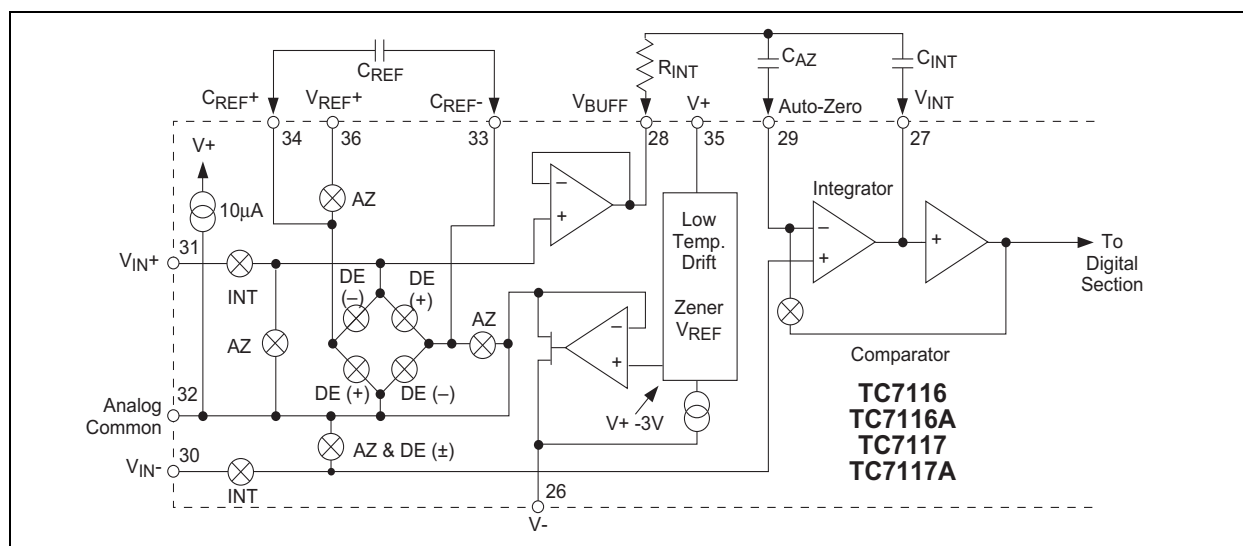 C_REF
R_INT
C_AZ
C_INT
C_REF+
V_REF+
C_REF-
V_BUFF
V+
Auto-Zero
V_INT
34
36
33
28
35
29
27
V+
10μA
AZ
Integrator
Low
Temp.
Drift
Zener
V_REF
To
Digital
Section
31
V_IN+
INT
DE
(–)
DE
(+)
AZ
AZ
DE (+)
DE (–)
–
+
–
+
–
+
+
32
Analog
Common
Comparator
V+ -3V
AZ & DE (±)
30
V_IN-
INT
26
V-
TC7116
TC7116A
TC7117
TC7117A